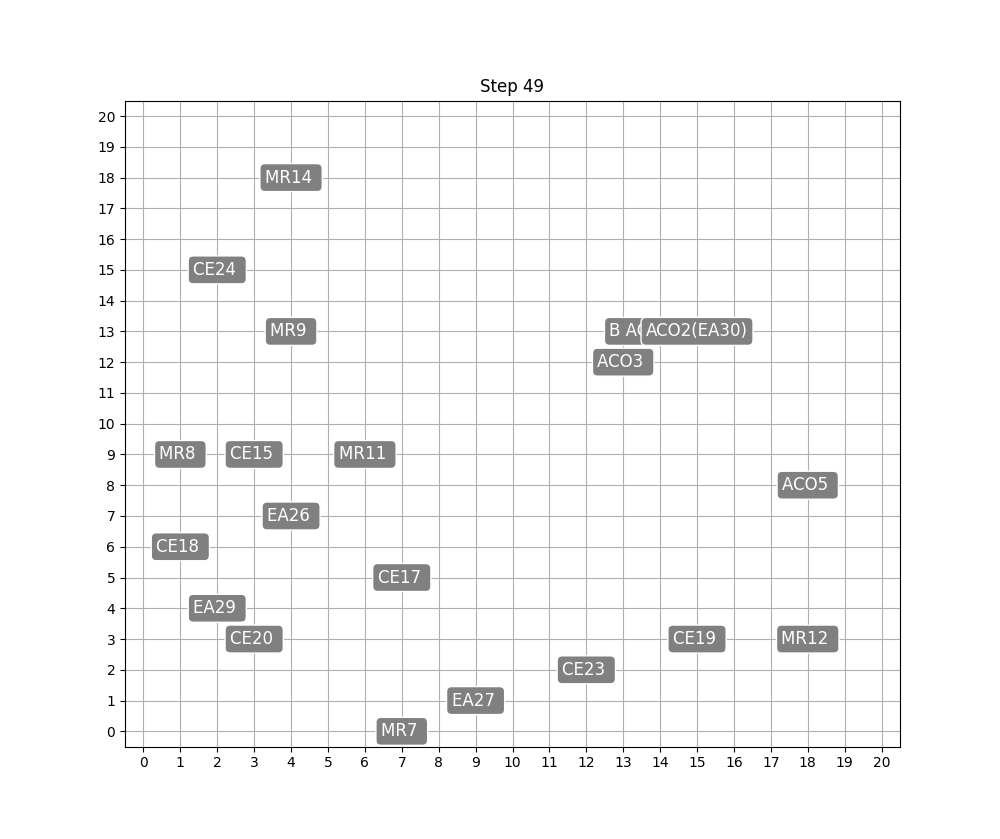 Step 49
20
19
18 MR14
17
16
15 CE24
14
13 MR9 B ACO2(EA30)
12 ACO3
11
10
9 MR8 CE15 MR11
8 ACO5
7 EA26
6 CE18
5 CE17
4 EA29
3 CE20 CE19 MR12
2 CE23
1 EA27
0 MR7
0 1 2 3 4 5 6 7 8 9 10 11 12 13 14 15 16 17 18 19 20